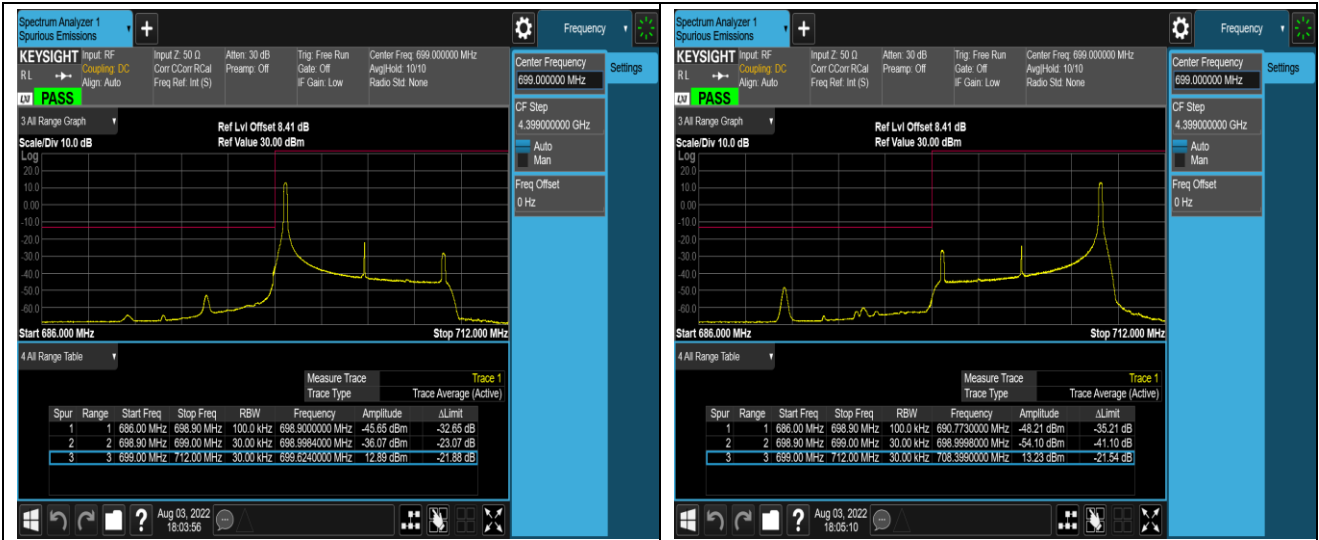 Spectrum Analyzer 1
Spurious Emissions
+
Frequency
KEYSIGHT Input: RF Input Z: 50 Ω Atten: 30 dB Trig: Free Run Center Freq: 699.000000 MHz
RL Coupling: DC Corr CCorr RCal Preamp: Off Gate: Off Avg|Hold: 10/10
Align: Auto Freq Ref: Int (S) IF Gain: Low Radio Std: None
LXI PASS
Center Frequency
699.000000 MHz
Settings
CF Step
4.399000000 GHz
Auto
Man
Freq Offset
0 Hz
3 All Range Graph
Ref Lvl Offset 8.41 dB
Scale/Div 10.0 dB Ref Value 30.00 dBm
Log
20.0
10.0
0.00
-10.0
-20.0
-30.0
-40.0
-50.0
-60.0
Start 686.000 MHz Stop 712.000 MHz
4 All Range Table
Measure Trace Trace 1
Trace Type Trace Average (Active)
Spur Range Start Freq Stop Freq RBW Frequency Amplitude ΔLimit
1 1 686.00 MHz 698.90 MHz 100.0 kHz 698.9000000 MHz -45.65 dBm -32.65 dB
2 2 698.90 MHz 699.00 MHz 30.00 kHz 698.9984000 MHz -36.07 dBm -23.07 dB
3 3 699.00 MHz 712.00 MHz 30.00 kHz 699.6240000 MHz 12.89 dBm -21.88 dB
?
Aug 03, 2022
18:03:56
Spectrum Analyzer 1
Spurious Emissions
+
Frequency
KEYSIGHT Input: RF Input Z: 50 Ω Atten: 30 dB Trig: Free Run Center Freq: 699.000000 MHz
RL Coupling: DC Corr CCorr RCal Preamp: Off Gate: Off Avg|Hold: 10/10
Align: Auto Freq Ref: Int (S) IF Gain: Low Radio Std: None
LXI PASS
Center Frequency
699.000000 MHz
Settings
CF Step
4.399000000 GHz
Auto
Man
Freq Offset
0 Hz
3 All Range Graph
Ref Lvl Offset 8.41 dB
Scale/Div 10.0 dB Ref Value 30.00 dBm
Log
20.0
10.0
0.00
-10.0
-20.0
-30.0
-40.0
-50.0
-60.0
Start 686.000 MHz Stop 712.000 MHz
4 All Range Table
Measure Trace Trace 1
Trace Type Trace Average (Active)
Spur Range Start Freq Stop Freq RBW Frequency Amplitude ΔLimit
1 1 686.00 MHz 698.90 MHz 100.0 kHz 690.7730000 MHz -48.21 dBm -35.21 dB
2 2 698.90 MHz 699.00 MHz 30.00 kHz 698.9998000 MHz -54.10 dBm -41.10 dB
3 3 699.00 MHz 712.00 MHz 30.00 kHz 708.3990000 MHz 13.23 dBm -21.54 dB
?
Aug 03, 2022
18:05:10